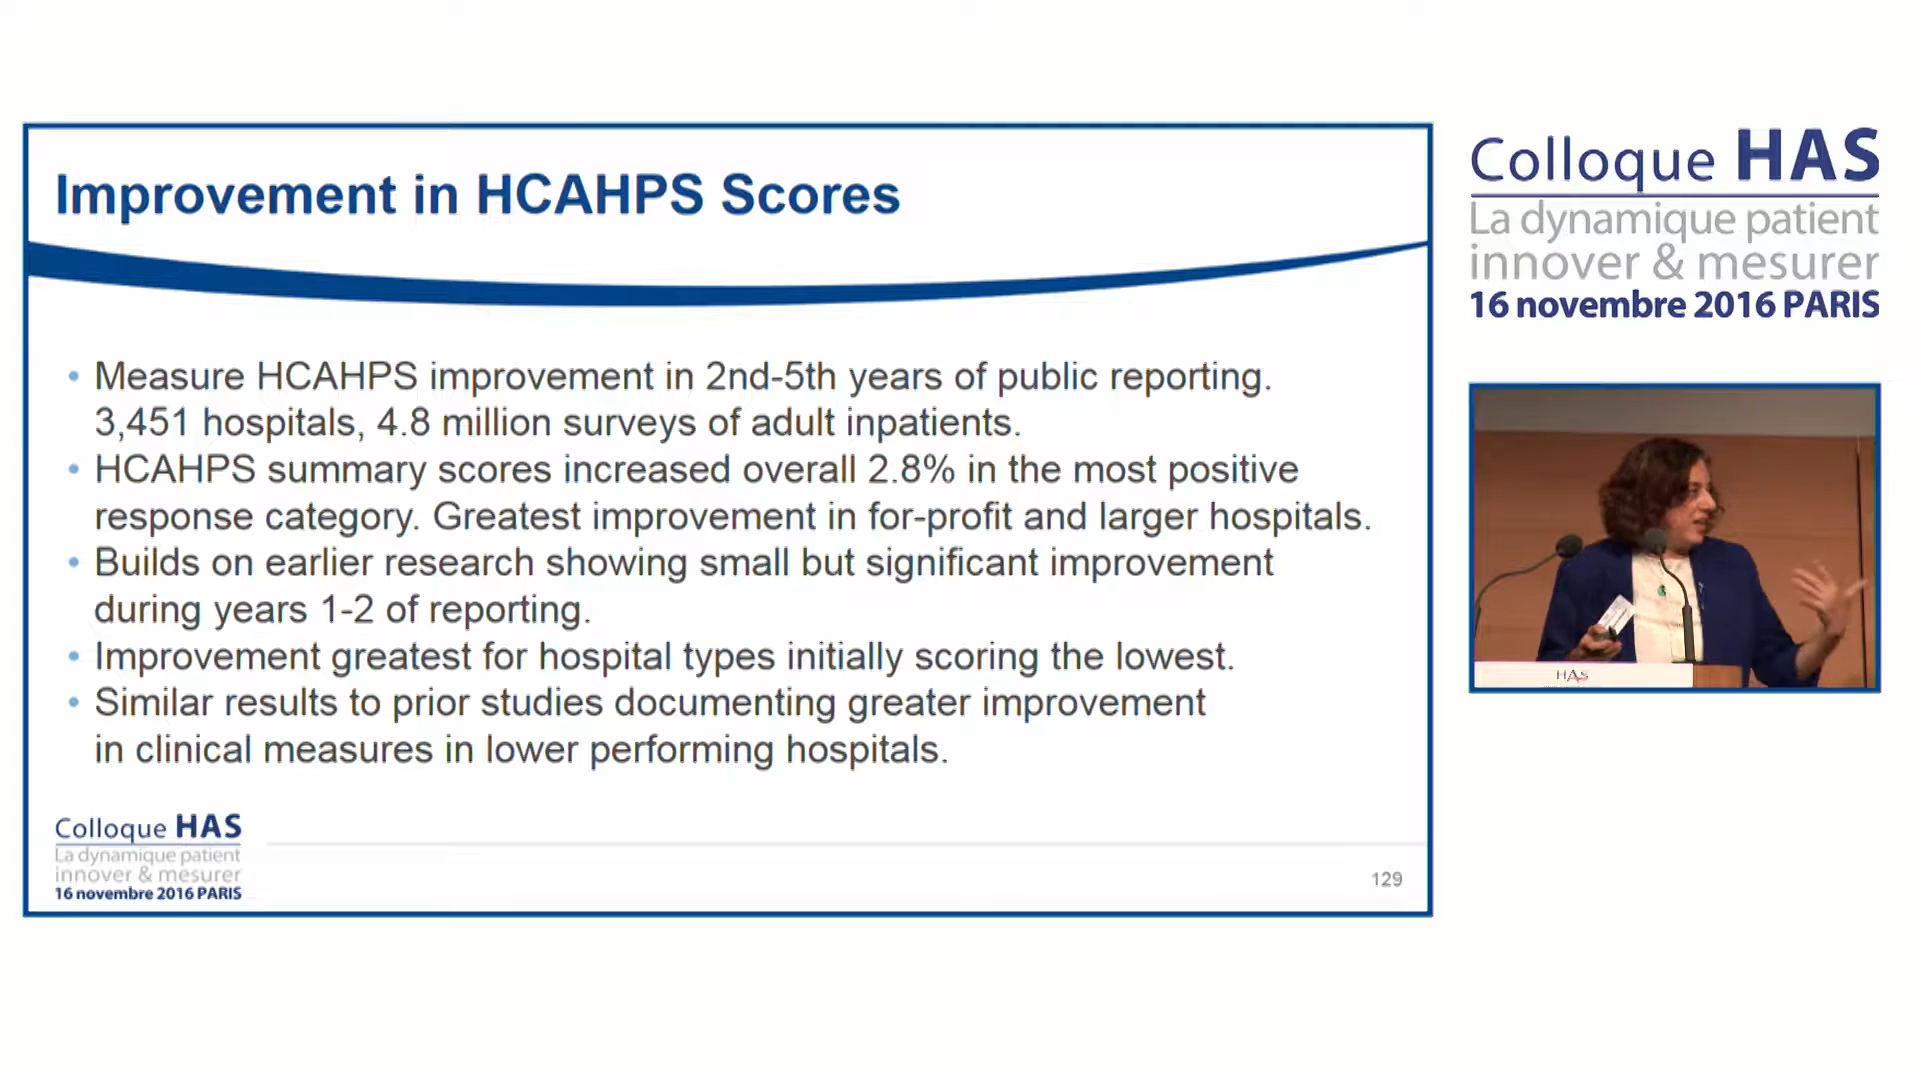 Improvement in HCAHPS Scores
• Measure HCAHPS improvement in 2nd-5th years of public reporting.
3,451 hospitals, 4.8 million surveys of adult inpatients.
• HCAHPS summary scores increased overall 2.8% in the most positive
response category. Greatest improvement in for-profit and larger hospitals.
• Builds on earlier research showing small but significant improvement
during years 1-2 of reporting.
• Improvement greatest for hospital types initially scoring the lowest.
• Similar results to prior studies documenting greater improvement
in clinical measures in lower performing hospitals.
Colloque HAS
La dynamique patient
innover & mesurer
16 novembre 2016 PARIS
129
Colloque HAS
La dynamique patient
innover & mesurer
16 novembre 2016 PARIS
HAS